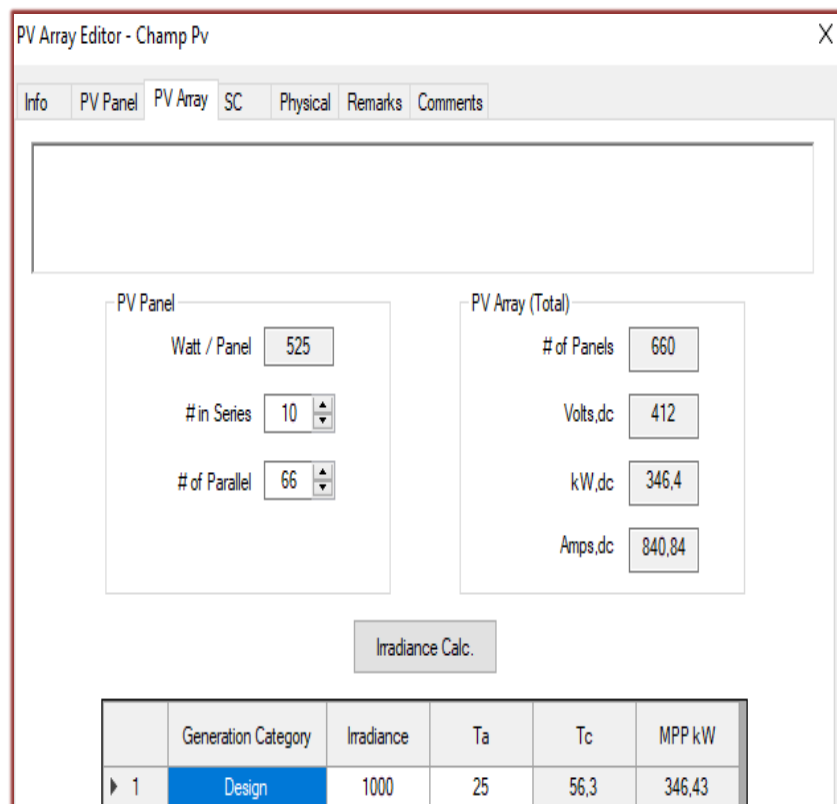 PV Array Editor - Champ Pv
Info PV Panel PV Array SC Physical Remarks Comments
PV Panel PV Array (Total)
Watt / Panel 525 # of Panels 660
# in Series 10 Volts,dc 412
# of Parallel 66 kW,dc 346,4
Amps,dc 840,84
Irradiance Calc.
Generation Category Irradiance Ta Tc MPP kW
1 Design 1000 25 56,3 346,43